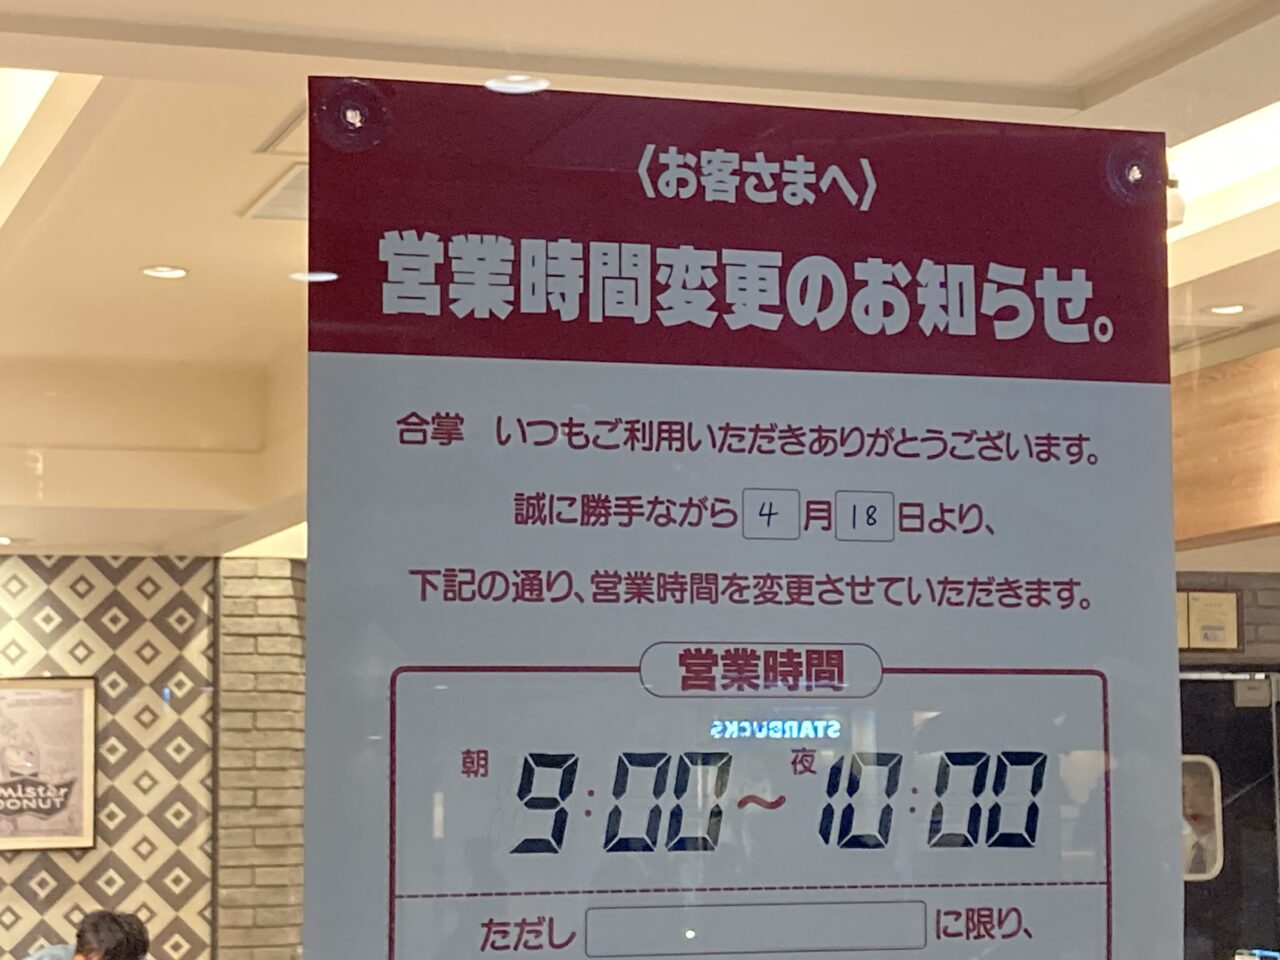 〈お客さまへ〉
営業時間変更のお知らせ。
合掌 いつもご利用いただきありがとうございます。
誠に勝手ながら4月18日より、
下記の通り、営業時間を変更させていただきます。
営業時間
STARBUCKS
朝 9:00~夜 10:00
ただし に限り、
mister
DONUT